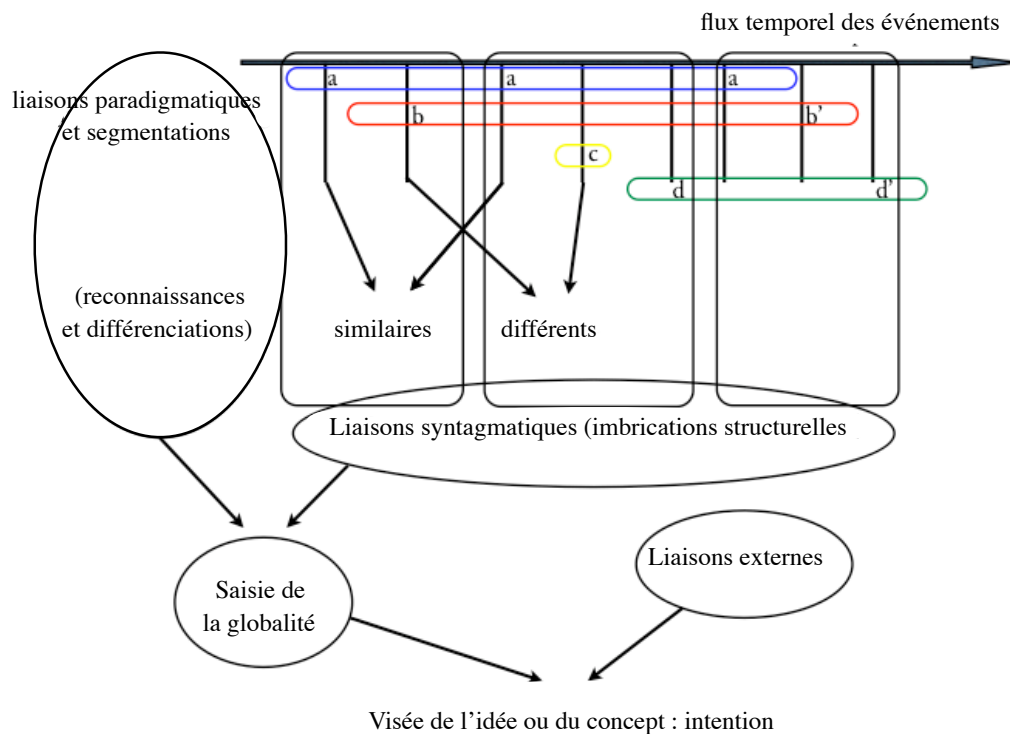 flux temporel des événements
a
a
a
liaisons paradigmatiques
et segmentations
b
b'
c
d
d'
(reconnaissances
et différenciations)
similaires
différents
Liaisons syntagmatiques (imbrications structurelles
Liaisons externes
Saisie de
la globalité
Visée de l'idée ou du concept : intention